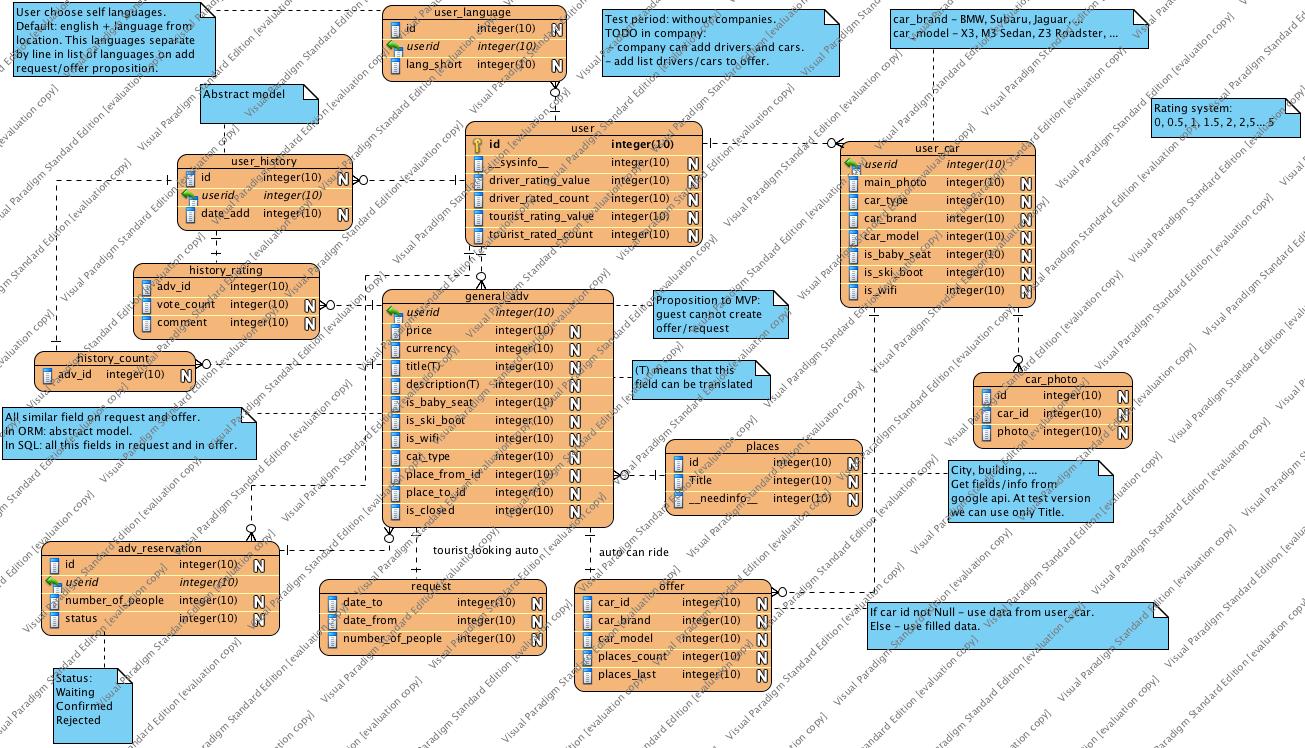 User choose self languages.
Default: english + language from
location. This languages separate
by line in list of languages on add
request/offer proposition.
user_language
id integer(10) N
userid integer(10)
lang_short integer(10) N
Test period: without companies.
TODO in company:
- company can add drivers and cars.
- add list drivers/cars to offer.
car_brand – BMW, Subaru, Jaguar, ...
car_model – X3, M3 Sedan, Z3 Roadster, ...
Abstract model
Rating system:
0, 0.5, 1, 1.5, 2, 2,5... 5
user
id integer(10)
__sysinfo__ integer(10) N
driver_rating_value integer(10) N
driver_rated_count integer(10) N
tourist_rating_value integer(10) N
tourist_rated_count integer(10) N
user_history
id integer(10) N
userid integer(10)
date_add integer(10) N
user_car
userid integer(10)
main_photo integer(10) N
car_type integer(10) N
car_brand integer(10) N
car_model integer(10) N
is_baby_seat integer(10) N
is_ski_boot integer(10) N
is_wifi integer(10) N
history_rating
adv_id integer(10)
vote_count integer(10) N
comment integer(10) N
general_adv
userid integer(10)
price integer(10) N
currency integer(10) N
title(T) integer(10) N
description(T) integer(10) N
is_baby_seat integer(10) N
is_ski_boot integer(10) N
is_wifi integer(10) N
car_type integer(10) N
place_from_id integer(10) N
place_to_id integer(10) N
is_closed integer(10) N
Proposition to MVP:
guest cannot create
offer/request
history_count
adv_id integer(10) N
(T) means that this
field can be translated
car_photo
id integer(10) N
car_id integer(10) N
photo integer(10) N
All similar field on request and offer.
In ORM: abstract model.
In SQL: all this fields in request and in offer.
places
id integer(10) N
Title integer(10) N
__needinfo__ integer(10) N
City, building, ...
Get fields/info from
google api. At test version
we can use only Title.
adv_reservation
id integer(10) N
userid integer(10)
number_of_people integer(10) N
status integer(10) N
tourist looking auto
auto can ride
request
date_to integer(10) N
date_from integer(10) N
number_of_people integer(10) N
offer
car_id integer(10) N
car_brand integer(10) N
car_model integer(10) N
places_count integer(10) N
places_last integer(10) N
If car id not Null – use data from user_car.
Else – use filled data.
Status:
Waiting
Confirmed
Rejected
Visual Paradigm Standard Edition [evaluation copy]